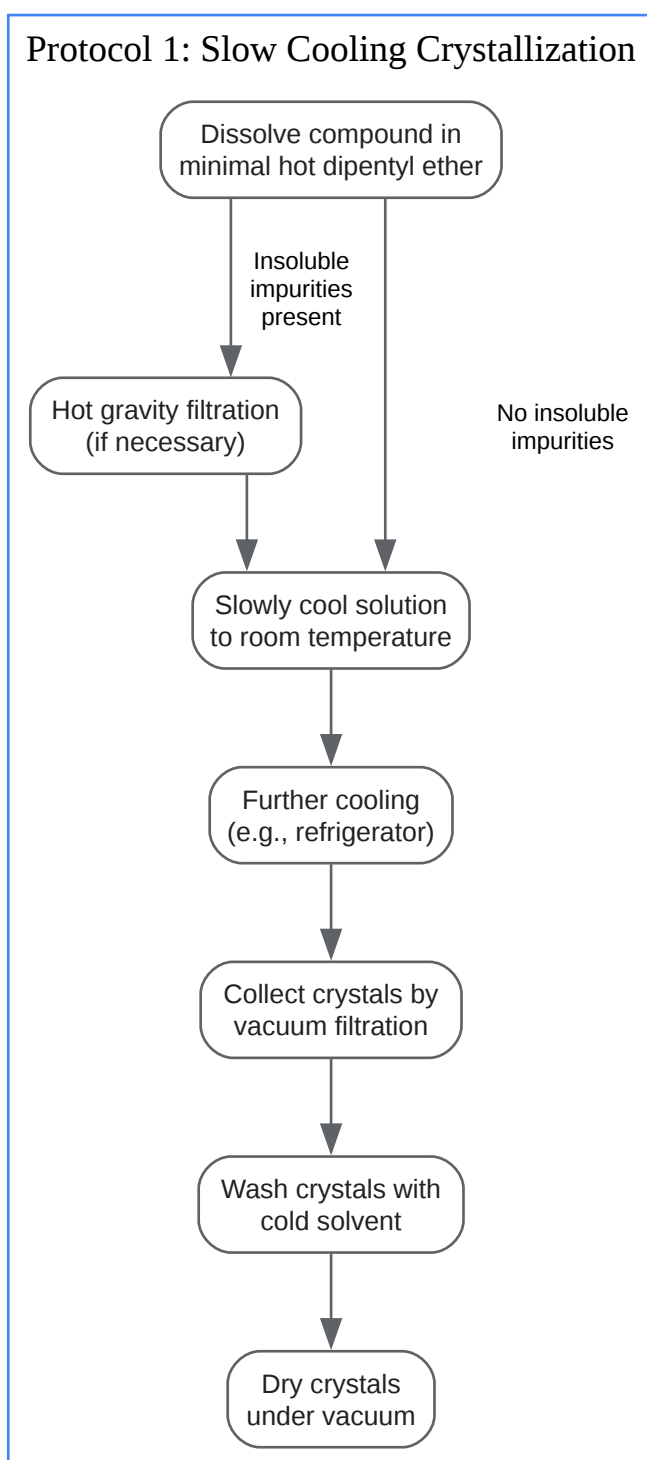 Protocol 1: Slow Cooling Crystallization
Dissolve compound in
minimal hot dipentyl ether
Insoluble
impurities
present
Hot gravity filtration
(if necessary)
No insoluble
impurities
Slowly cool solution
to room temperature
Further cooling
(e.g., refrigerator)
Collect crystals by
vacuum filtration
Wash crystals with
cold solvent
Dry crystals
under vacuum